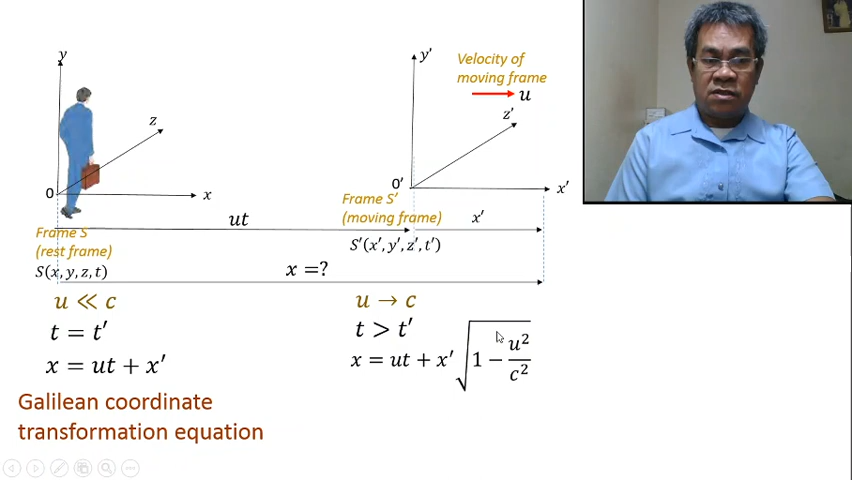 y
z
0
x
Frame S
(rest frame)
S(x, y, z, t)
ut
y′
Velocity of
moving frame
u
z′
0′
x′
Frame S′
(moving frame)
x′
S′(x′, y′, z′, t′)
x =?
u ≪ c
t = t′
x = ut + x′
u → c
t > t′
x = ut + x′ √(1 − u²/c²)
Galilean coordinate
transformation equation